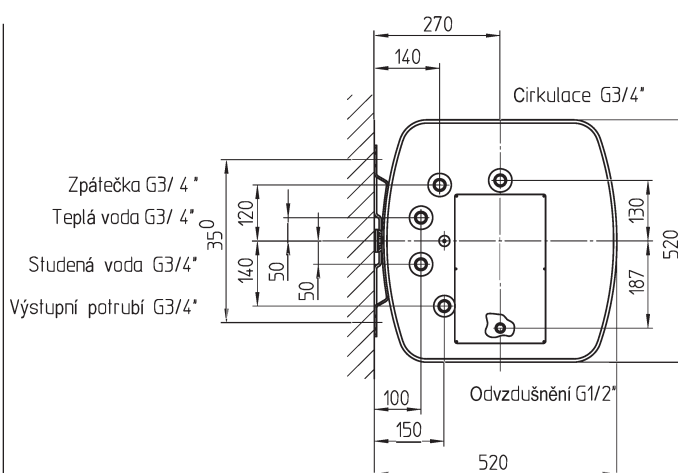 270
140
Cirkulace G3/4"
Zpátečka G3/ 4 "
Teplá voda G3/ 4"
Studená voda G3/4"
Výstupní potrubí G3/4"
350
120
140
50
50
130
187
520
Odvzdušnění G1/2"
100
150
520